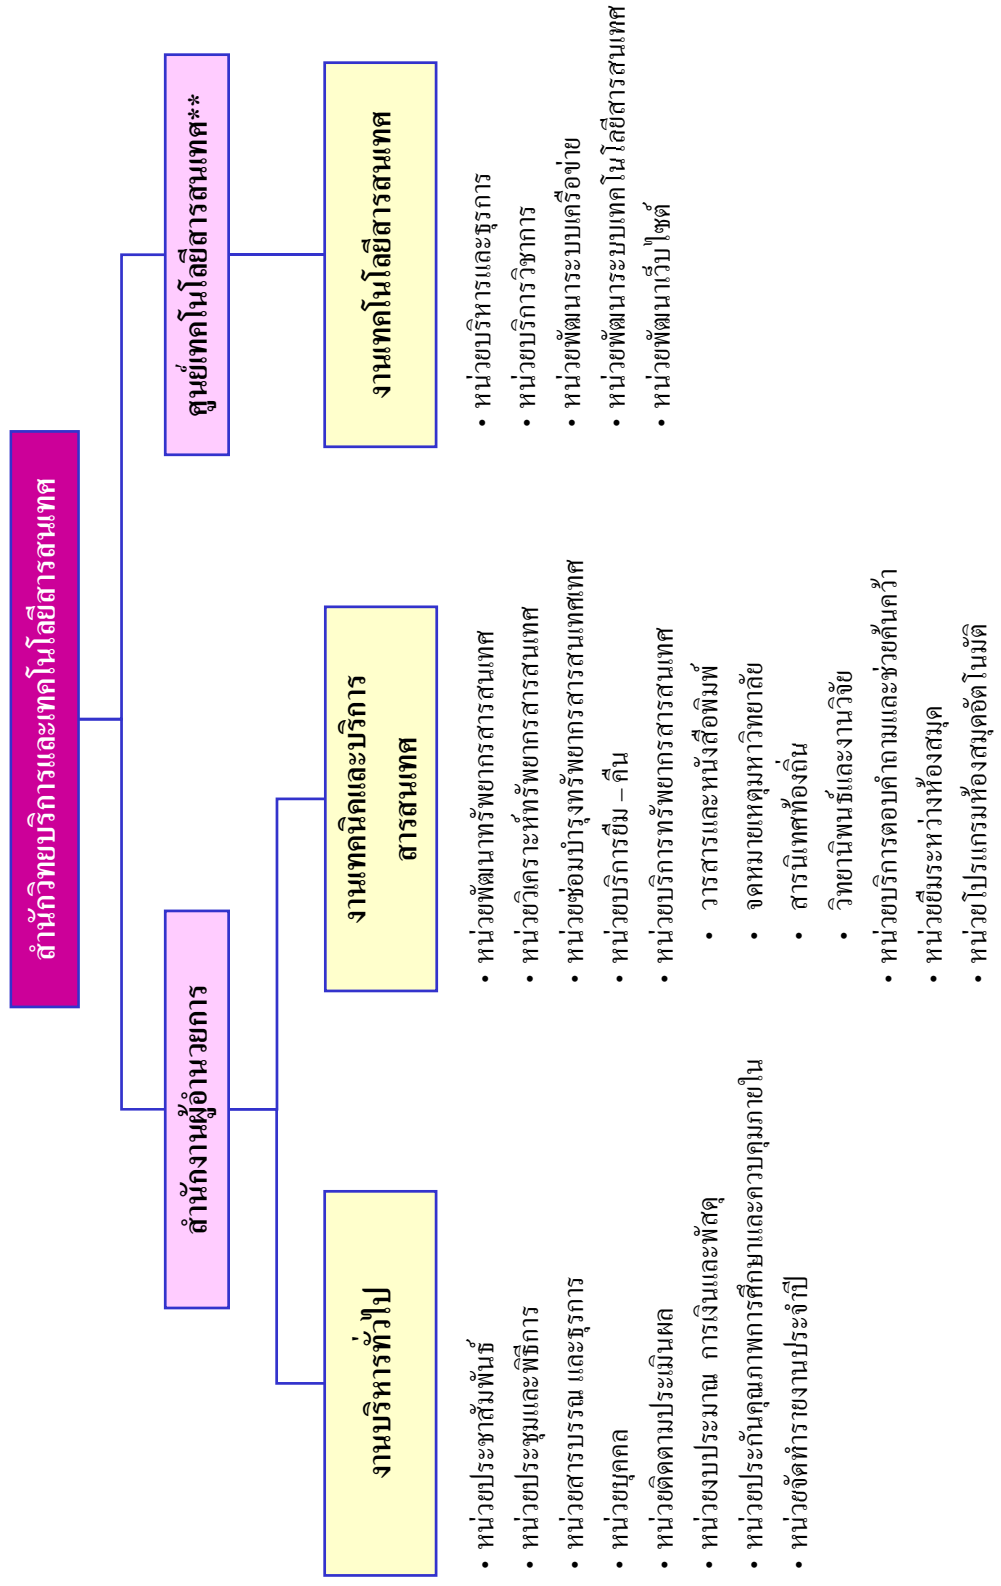 สำนักวิทยบริการและเทคโนโลยีสารสนเทศ
สำนักงานผู้อำนวยการ
ศูนย์เทคโนโลยีสารสนเทศ**
งานบริหารทั่วไป
• หน่วยประชาสัมพันธ์
• หน่วยประชุมและพิธีการ
• หน่วยสารบรรณ และธุรการ
• หน่วยบุคคล
• หน่วยติดตามประเมินผล
• หน่วยงบประมาณ การเงินและพัสดุ
• หน่วยประกันคุณภาพการศึกษาและควบคุมภายใน
• หน่วยจัดทำรายงานประจำปี
งานเทคนิคและบริการ
สารสนเทศ
• หน่วยพัฒนาทรัพยากรสารสนเทศ
• หน่วยวิเคราะห์ทรัพยากรสารสนเทศ
• หน่วยซ่อมบำรุงทรัพยากรสารสนเทศเทศ
• หน่วยบริการยืม – คืน
• หน่วยบริการทรัพยากรสารสนเทศ
• วารสารและหนังสือพิมพ์
• จดหมายเหตุมหาวิทยาลัย
• สารนิเทศท้องถิ่น
• วิทยานิพนธ์และงานวิจัย
• หน่วยบริการตอบคำถามและช่วยค้นคว้า
• หน่วยยืมระหว่างห้องสมุด
• หน่วยโปรแกรมห้องสมุดอัตโนมัติ
งานเทคโนโลยีสารสนเทศ
• หน่วยบริหารและธุรการ
• หน่วยบริการวิชาการ
• หน่วยพัฒนาระบบเครือข่าย
• หน่วยพัฒนาระบบเทคโนโลยีสารสนเทศ
• หน่วยพัฒนาเว็บไซต์